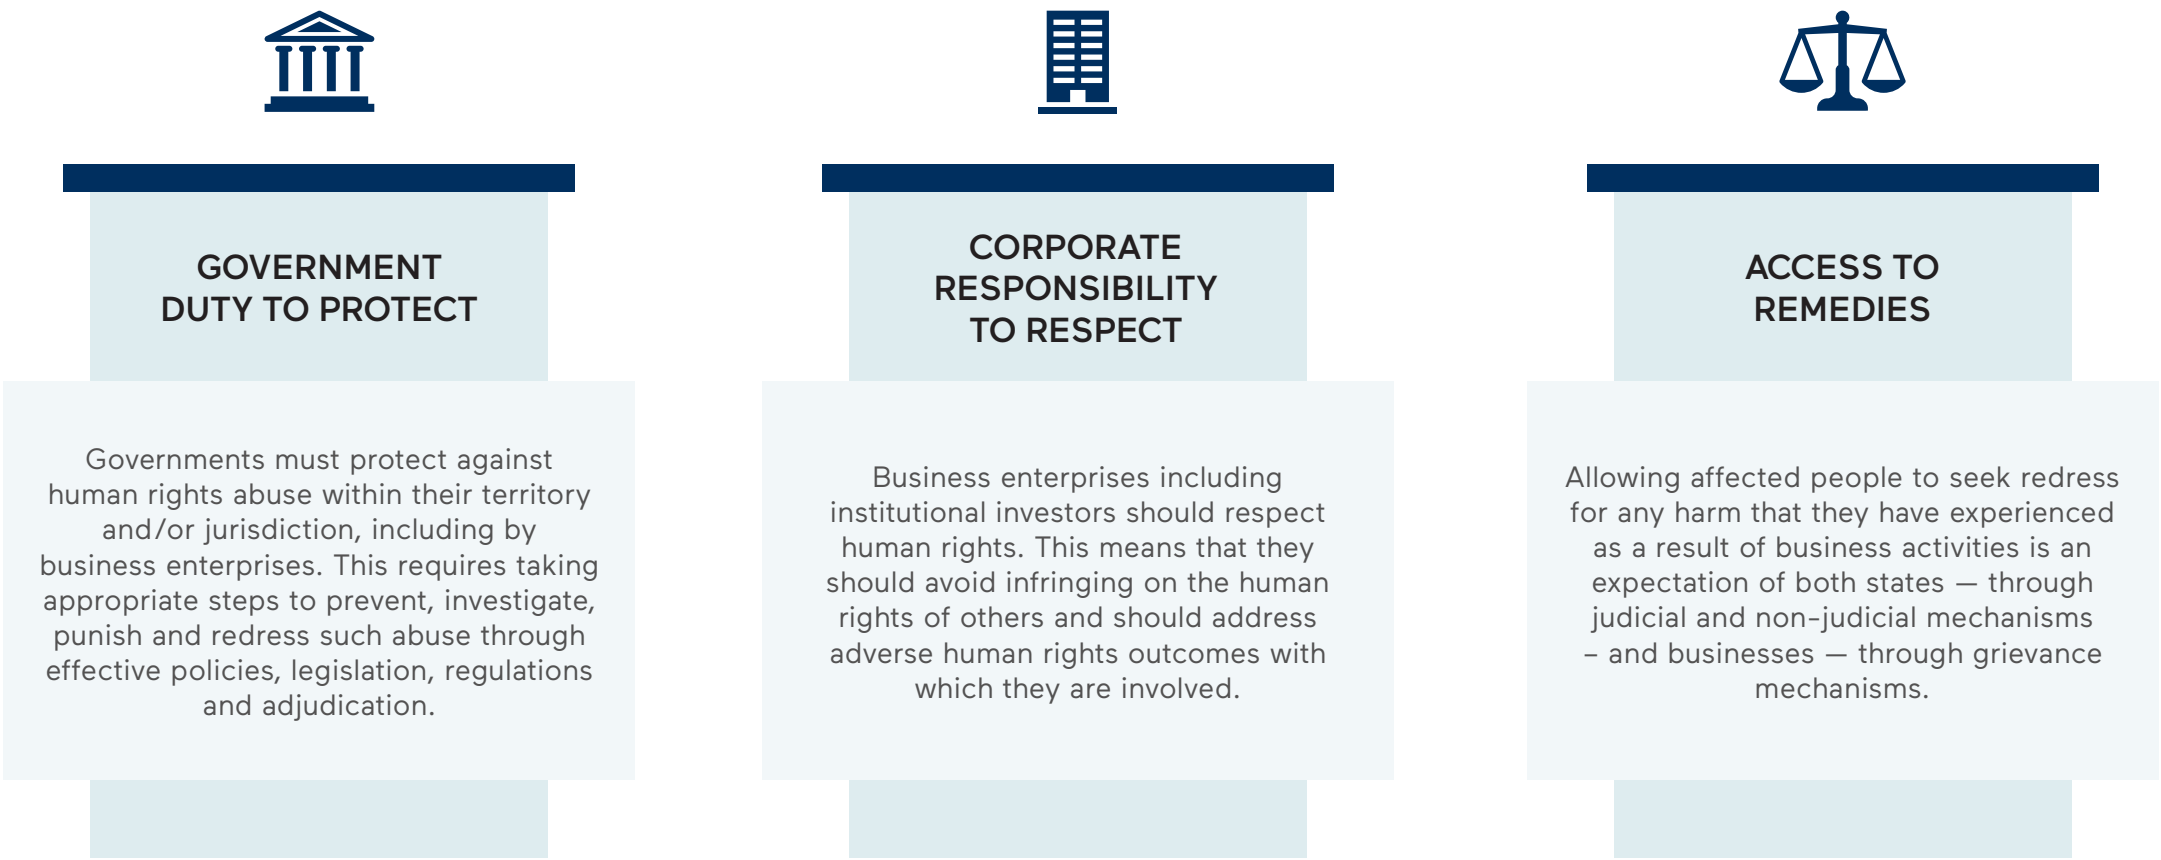 GOVERNMENT
DUTY TO PROTECT
Governments must protect against
human rights abuse within their territory
and/or jurisdiction, including by
business enterprises. This requires taking
appropriate steps to prevent, investigate,
punish and redress such abuse through
effective policies, legislation, regulations
and adjudication.
CORPORATE
RESPONSIBILITY
TO RESPECT
Business enterprises including
institutional investors should respect
human rights. This means that they
should avoid infringing on the human
rights of others and should address
adverse human rights outcomes with
which they are involved.
ACCESS TO
REMEDIES
Allowing affected people to seek redress
for any harm that they have experienced
as a result of business activities is an
expectation of both states — through
judicial and non-judicial mechanisms
– and businesses — through grievance
mechanisms.